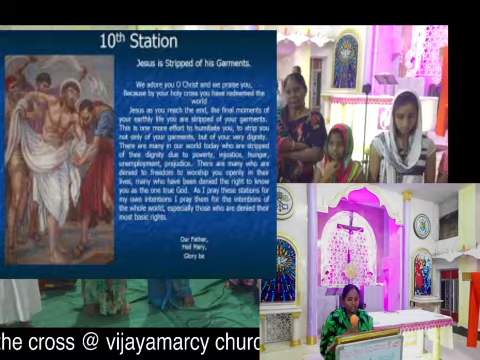 10th Station
Jesus is Stripped of his Garments.
We adore you O Christ and we praise you,
Because by your holy cross you have redeemed the
world
Jesus as you reach the end, the final moments of
your earthly life you are stripped of your garments.
This is one more effort to humiliate you, to strip you
not only of your garments, but of your very dignity.
There are many in our world today who are stripped
of their dignity due to poverty, injustice, hunger,
unemployment, prejudice. There are many who are
denied to freedom to worship you openly in their
lives, many who have been denied the right to know
you as the one true God. As I pray these stations for
my own intentions I pray them for the intentions of
the whole world, especially those who are denied their
most basic rights.
Our Father,
Hail Mary,
Glory be
the cross @ vijayamarcy churc